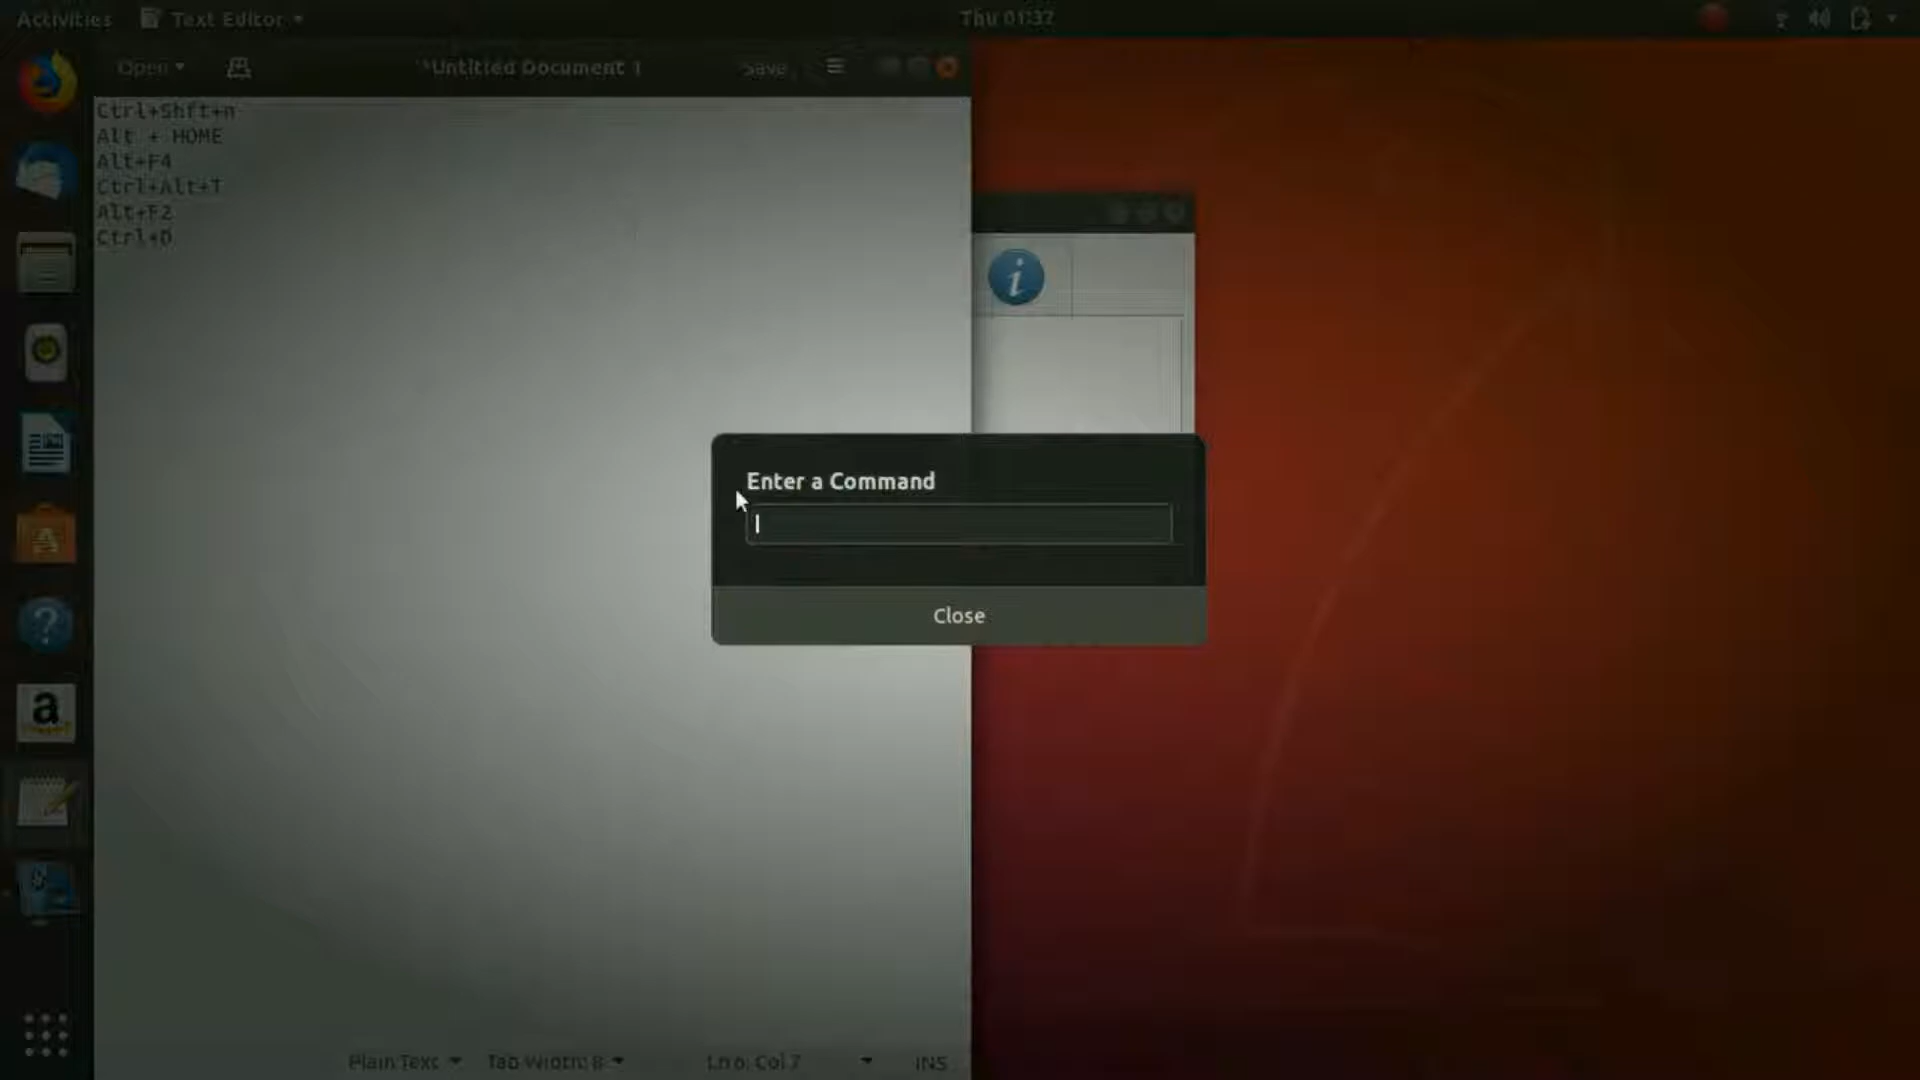 Activities
Text Editor
Thu 01:37
Open
*Untitled Document 1
Save
Ctrl+Shft+n
Alt + HOME
Alt+F4
Ctrl+Alt+T
Alt+F2
Ctrl+D
i
Enter a Command
Close
?
a
Plain Text
Tab Width: 8
Ln 6, Col 7
INS